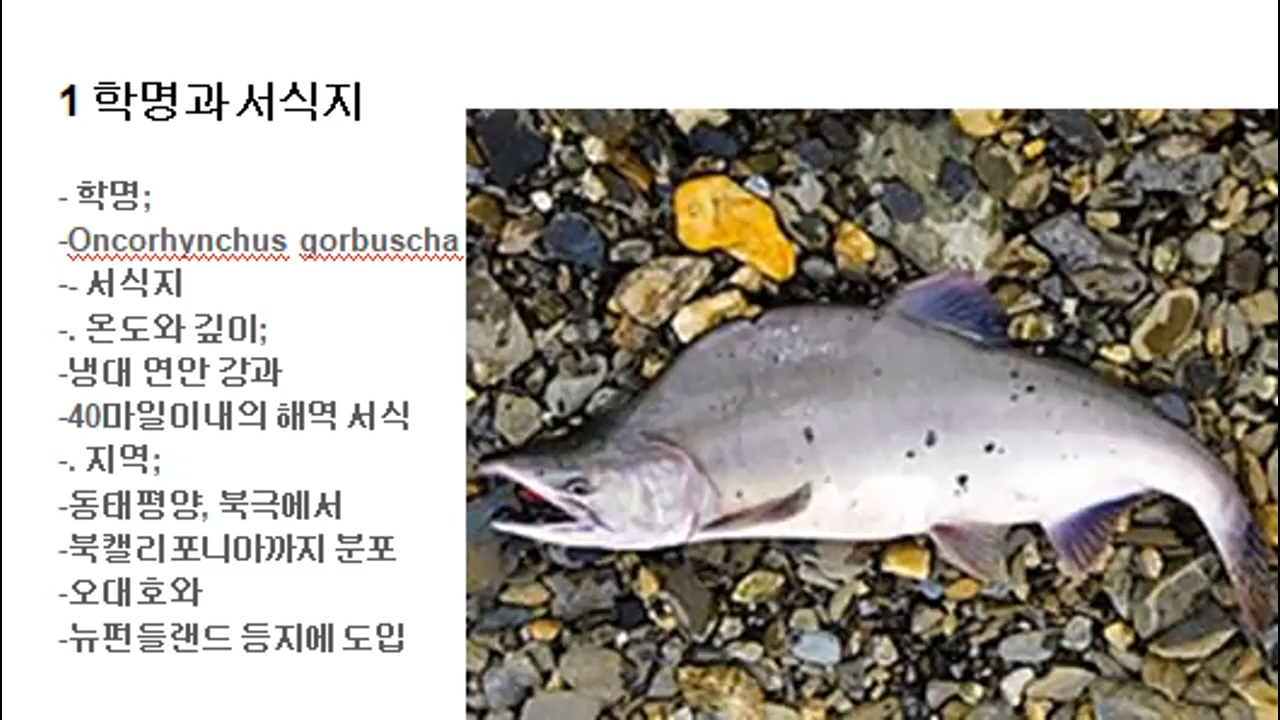 1 학명과 서식지
- 학명;
-Oncorhynchus gorbuscha
-- 서식지
-. 온도와 깊이;
-냉대 연안 강과
-40마일이내의 해역 서식
-. 지역;
-동태평양, 북극에서
-북캘리포니아까지 분포
-오대호와
-뉴펀들랜드 등지에 도입